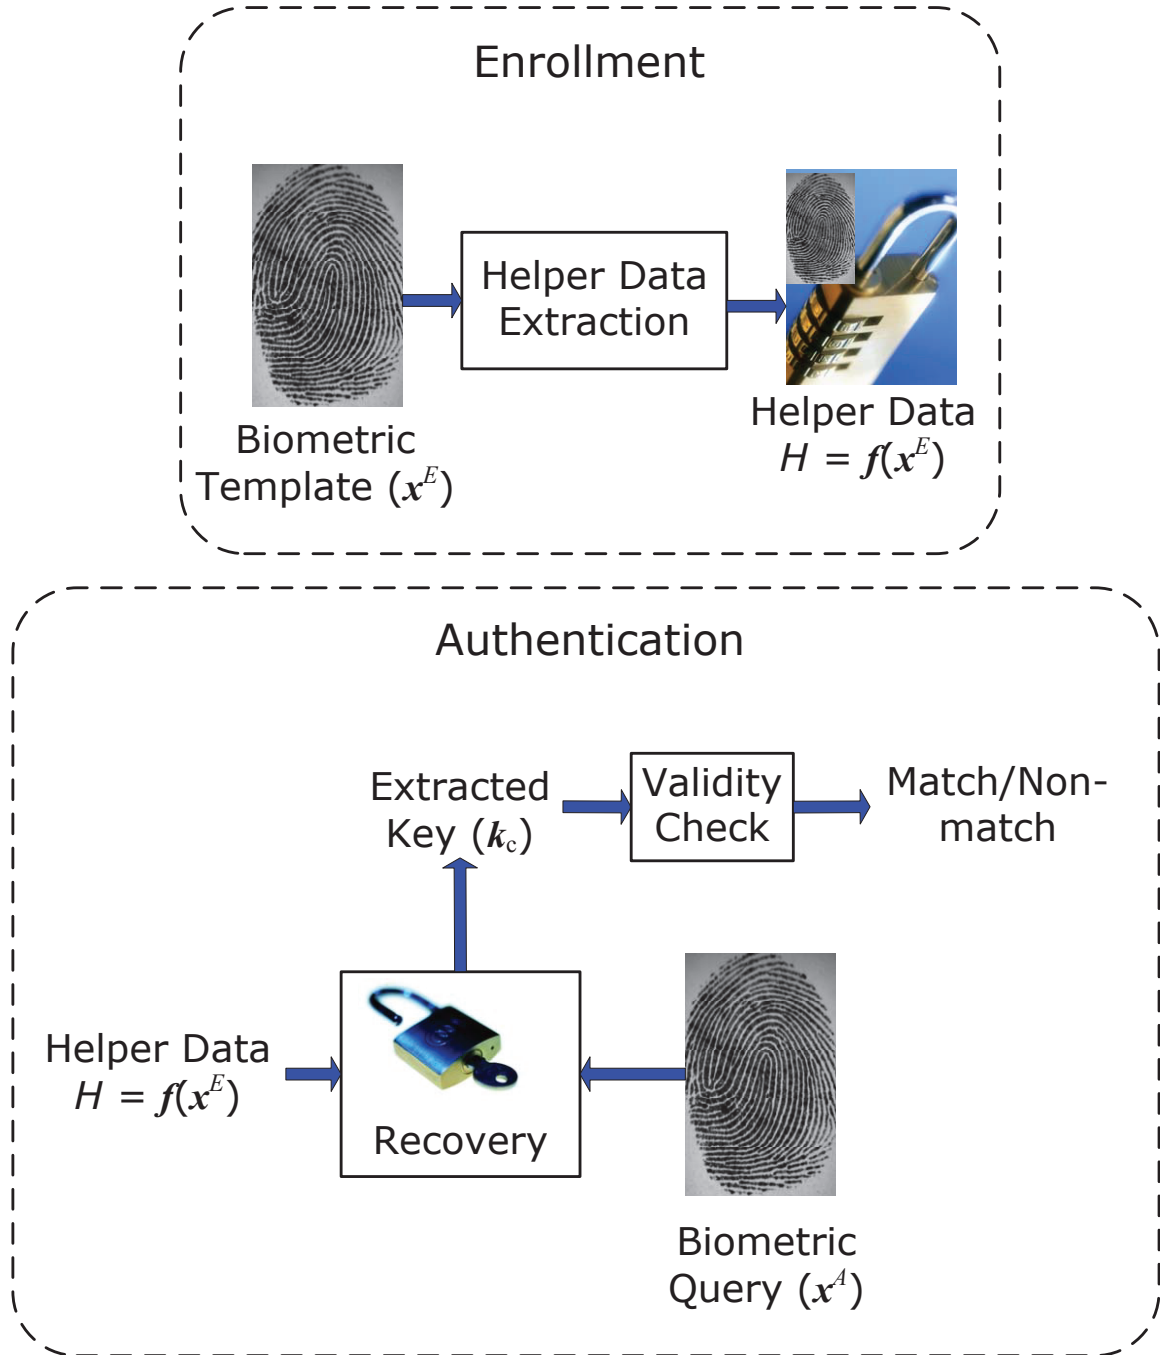 Enrollment
Helper Data
Extraction
Biometric
Template (x^E)
Helper Data
H = f(x^E)
Authentication
Extracted
Key (k_c)
Validity
Check
Match/Non-
match
Helper Data
H = f(x^E)
Recovery
Biometric
Query (x^A)